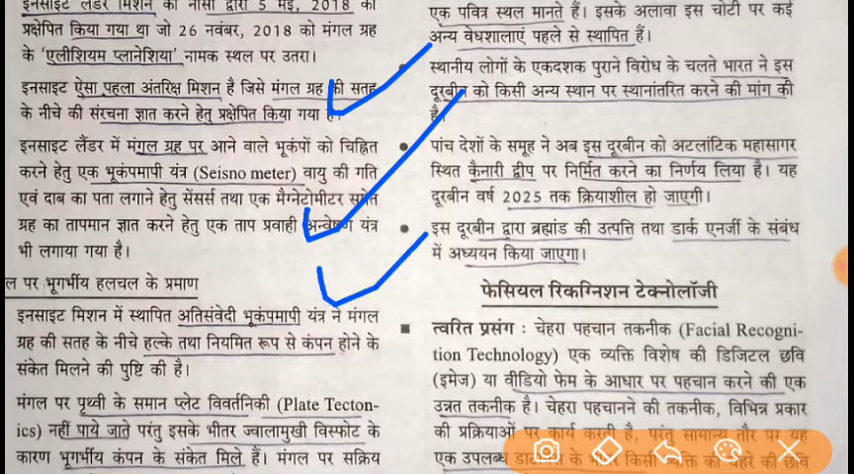 इनसाइट लैंडर मिशन को नासा द्वारा 5 मई, 2018 को
प्रक्षेपित किया गया था जो 26 नवंबर, 2018 को मंगल ग्रह
के 'एलीशियम प्लानेशिया' नामक स्थल पर उतरा।
इनसाइट ऐसा पहला अंतरिक्ष मिशन है जिसे मंगल ग्रह की सतह
के नीचे की संरचना ज्ञात करने हेतु प्रक्षेपित किया गया है।
इनसाइट लैंडर में मंगल ग्रह पर आने वाले भूकंपों को चिह्नित
करने हेतु एक भूकंपमापी यंत्र (Seisno meter) वायु की गति
एवं दाब का पता लगाने हेतु सेंसर्स तथा एक मैग्नेटोमीटर समेत
ग्रह का तापमान ज्ञात करने हेतु एक ताप प्रवाही अन्वेषण यंत्र
भी लगाया गया है।
ल पर भूगर्भीय हलचल के प्रमाण
इनसाइट मिशन में स्थापित अतिसंवेदी भूकंपमापी यंत्र ने मंगल
ग्रह की सतह के नीचे हल्के तथा नियमित रूप से कंपन होने के
संकेत मिलने की पुष्टि की है।
मंगल पर पृथ्वी के समान प्लेट विवर्तनिकी (Plate Tecton-
ics) नहीं पाये जाते परंतु इसके भीतर ज्वालामुखी विस्फोट के
कारण भूगर्भीय कंपन के संकेत मिले हैं। मंगल पर सक्रिय
एक पवित्र स्थल मानते हैं। इसके अलावा इस चोटी पर कई
अन्य वेधशालाएं पहले से स्थापित हैं।
स्थानीय लोगों के एकदशक पुराने विरोध के चलते भारत ने इस
दूरबीन को किसी अन्य स्थान पर स्थानांतरित करने की मांग की
है।
● पांच देशों के समूह ने अब इस दूरबीन को अटलांटिक महासागर
स्थित कैनारी द्वीप पर निर्मित करने का निर्णय लिया है। यह
दूरबीन वर्ष 2025 तक क्रियाशील हो जाएगी।
● इस दूरबीन द्वारा ब्रह्मांड की उत्पत्ति तथा डार्क एनर्जी के संबंध
में अध्ययन किया जाएगा।
फेसियल रिकग्निशन टेक्नोलॉजी
■ त्वरित प्रसंग : चेहरा पहचान तकनीक (Facial Recogni-
tion Technology) एक व्यक्ति विशेष की डिजिटल छवि
(इमेज) या वीडियो फेम के आधार पर पहचान करने की एक
उन्नत तकनीक है। चेहरा पहचानने की तकनीक, विभिन्न प्रकार
की प्रक्रियाओं पर कार्य करती है, परंतु सामान्य तौर पर यह
एक उपलब्ध के किसी की छवि